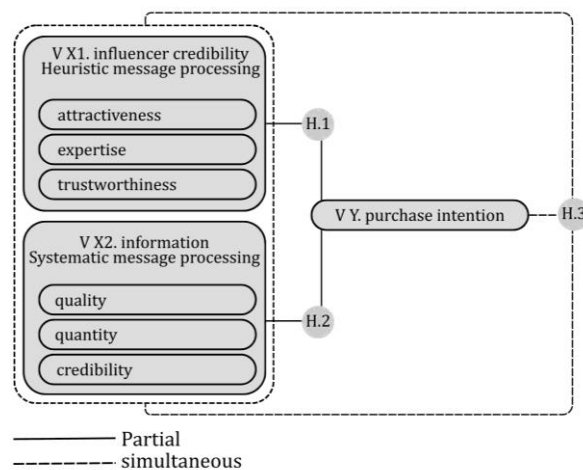 V X1. influencer credibility
Heuristic message processing
attractiveness
expertise
trustworthiness
H.1
V Y. purchase intention
H.3
V X2. information
Systematic message processing
quality
quantity
credibility
H.2
Partial
simultaneous